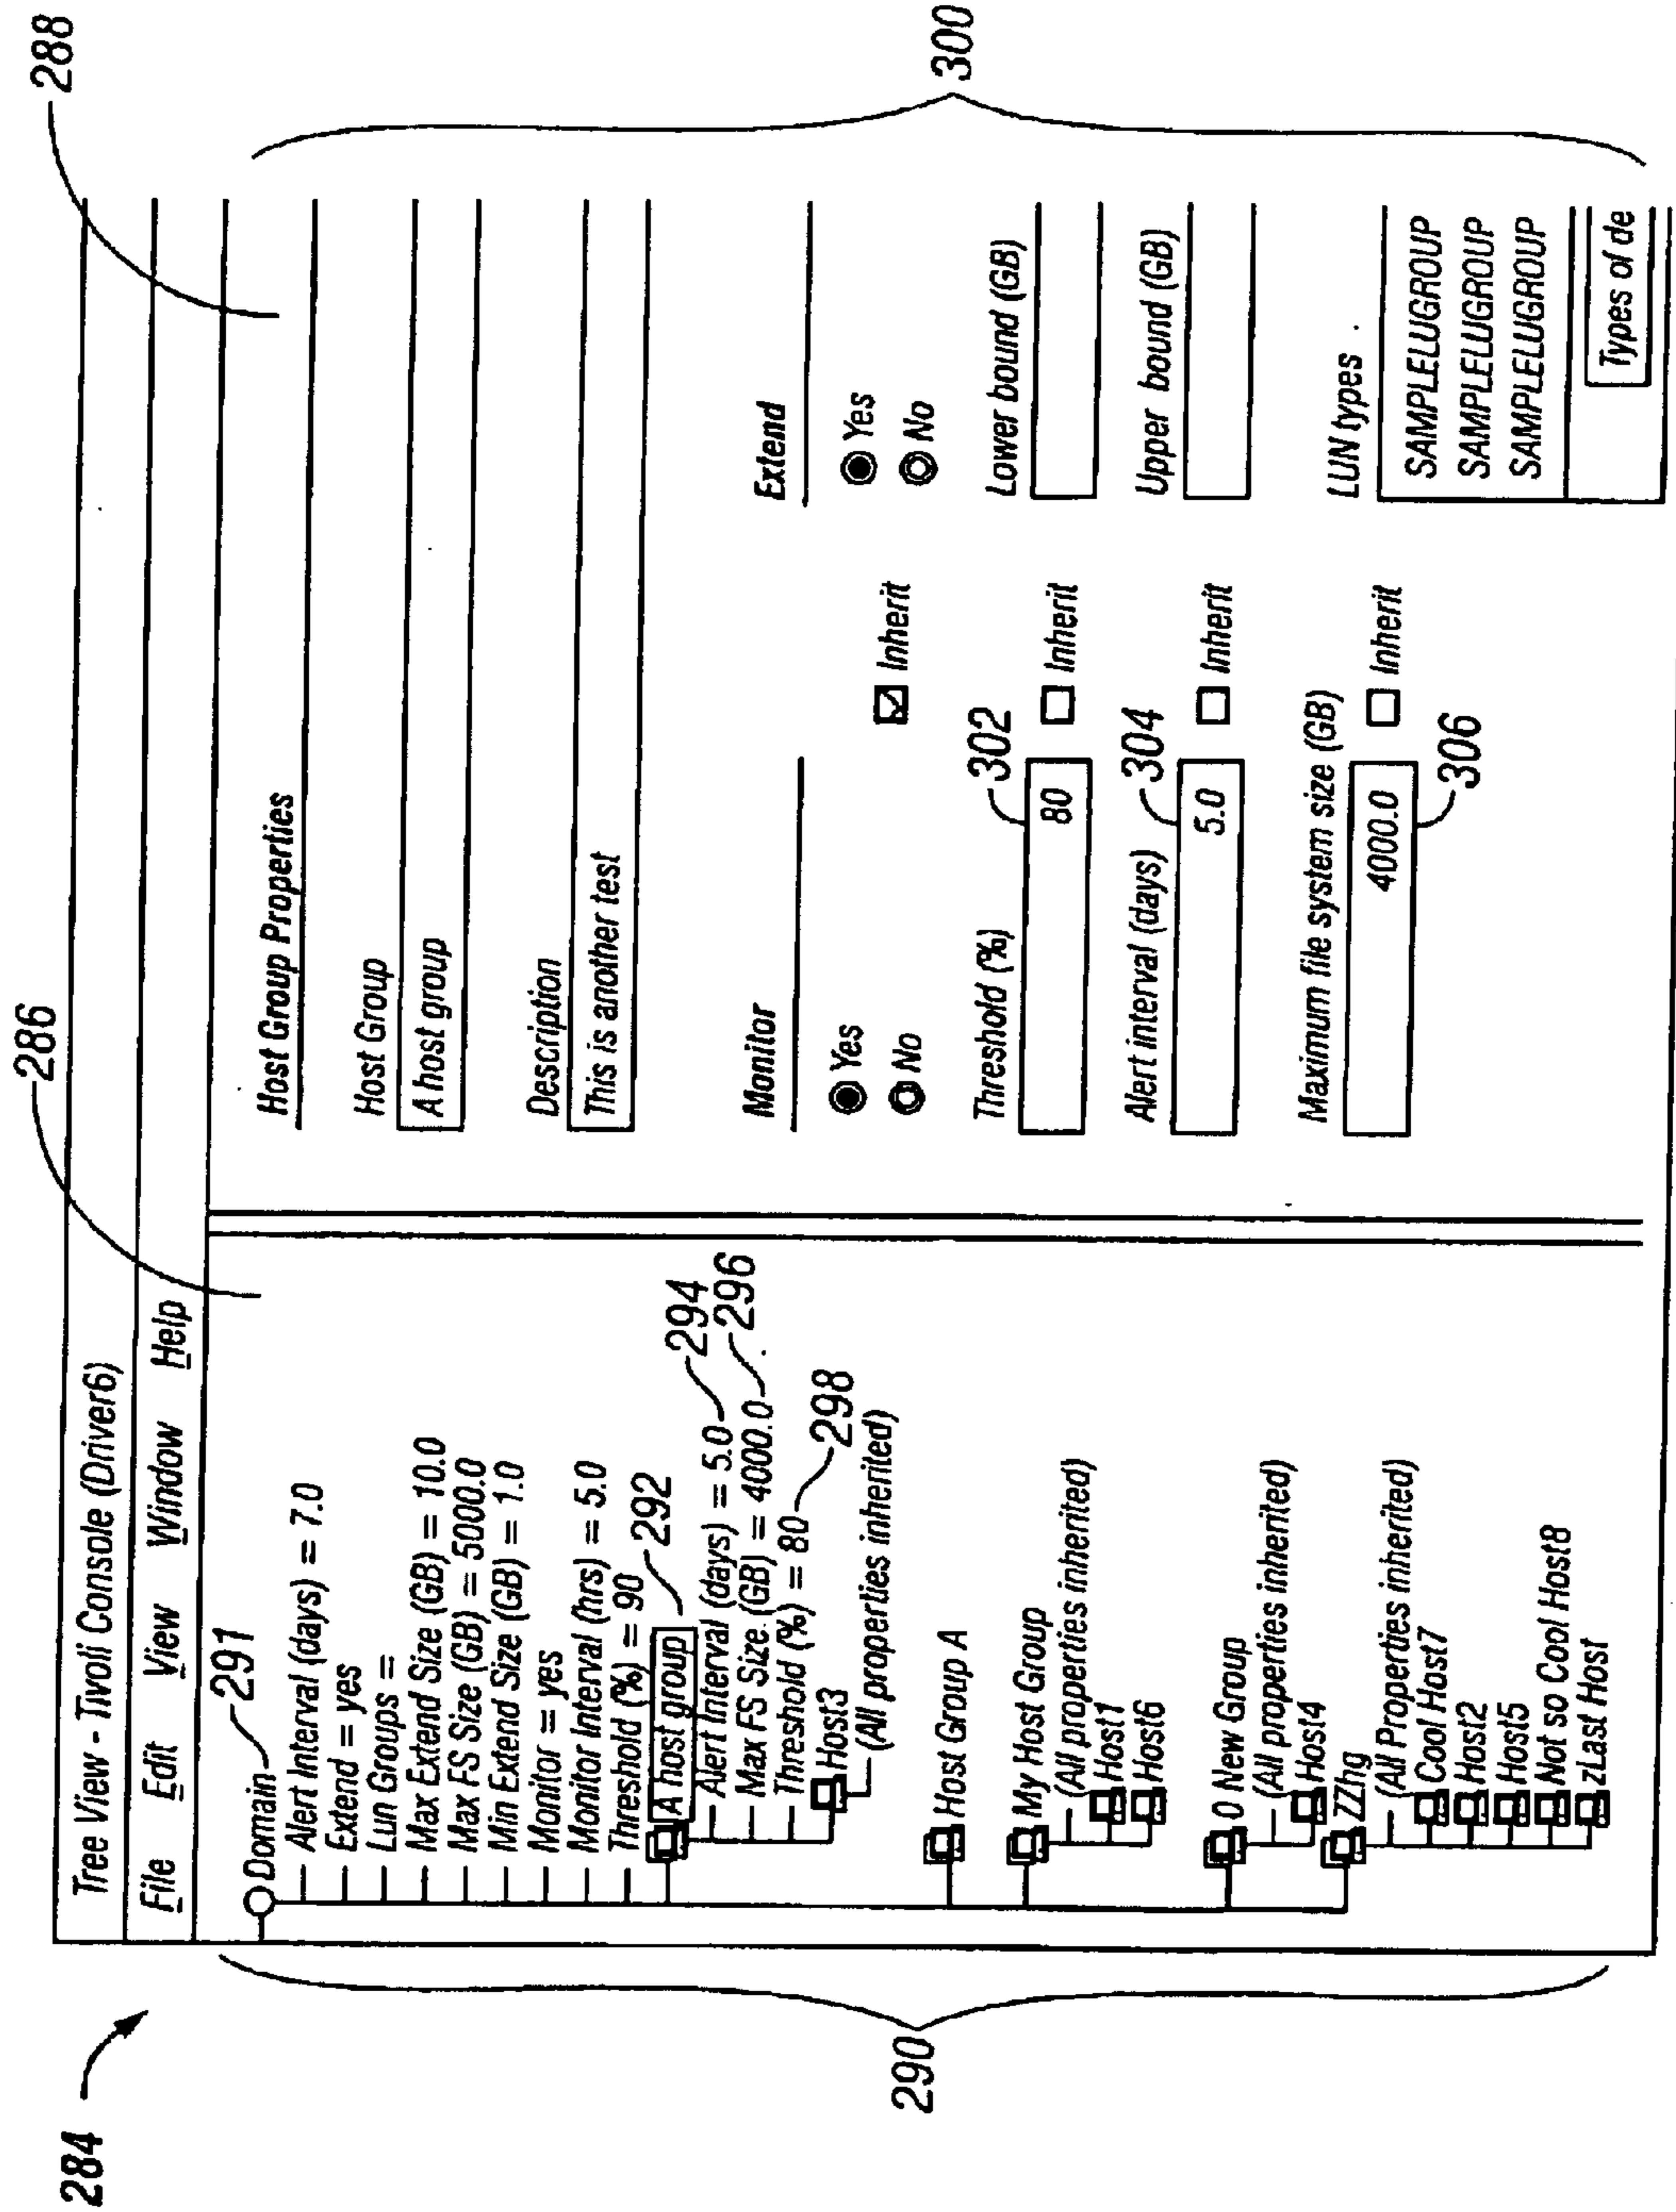 284
286
288
Tree View - Tivoli Console (Driver6)
File Edit View Window Help
290
Domain 291
Alert Interval (days) = 7.0
Extend = yes
Lun Groups =
Max Extend Size (GB) = 10.0
Max FS Size (GB) = 5000.0
Min Extend Size (GB) = 1.0
Monitor = yes
Monitor Interval (hrs) = 5.0
Threshold (%) = 90
A host group 292
Alert Interval (days) = 5.0 294
Max FS Size (GB) = 4000.0 296
Threshold (%) = 80 298
Host3
(All properties inherited)
Host Group A
My Host Group
(All properties inherited)
Host1
Host6
0 New Group
(All properties inherited)
Host4
ZZhg
(All Properties inherited)
Cool Host7
Host2
Host5
Not so Cool Host8
zLast Host
Host Group Properties
Host Group
A host group
Description
This is another test
Monitor
Yes
No
Inherit
Threshold (%) 302
80 Inherit
Alert interval (days) 304
5.0 Inherit
Maximum file system size (GB)
4000.0 Inherit
306
Extend
Yes
No
Lower bound (GB)
Upper bound (GB)
LUN types
SAMPLELUGROUP
SAMPLELUGROUP
SAMPLELUGROUP
Types of de
300